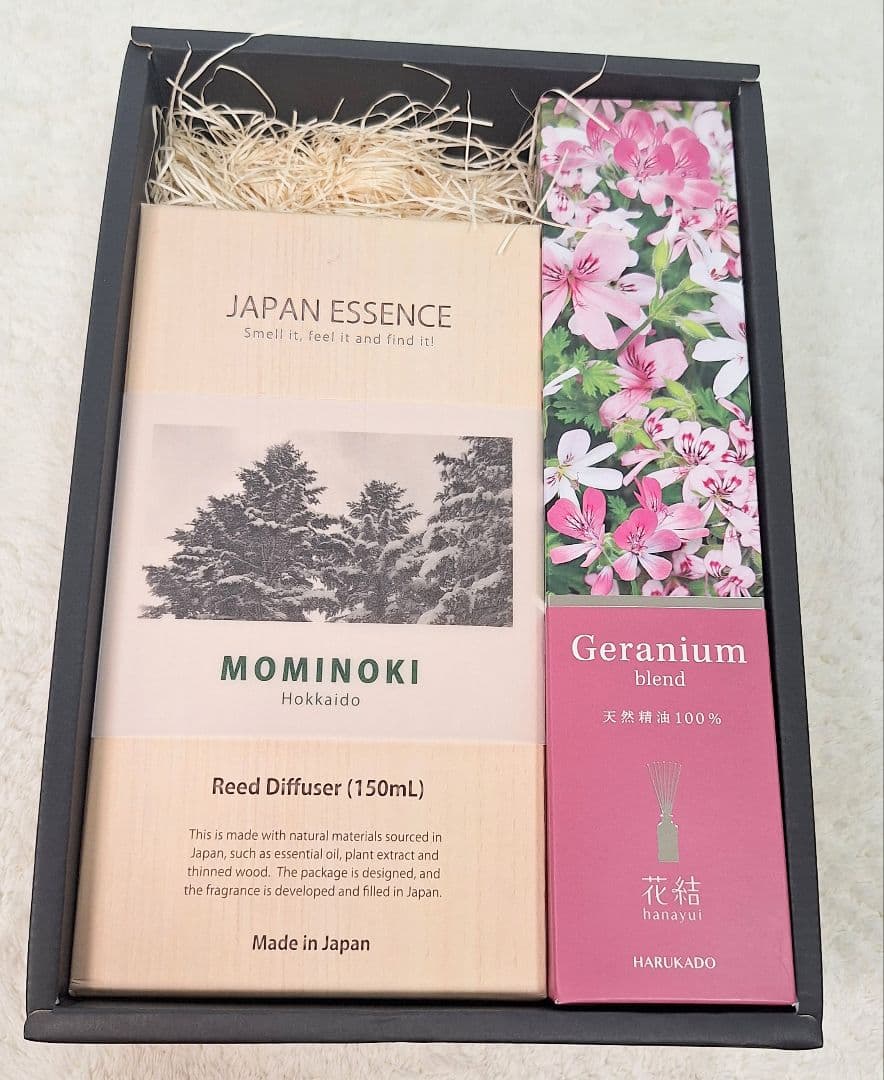 JAPAN ESSENCE
Smell it, feel it and find it!
MOMINOKI
Hokkaido
Reed Diffuser (150mL)
This is made with natural materials sourced in
Japan, such as essential oil, plant extract and
thinned wood. The package is designed, and
the fragrance is developed and filled in Japan.
Made in Japan
Geranium
blend
天然精油100%
花結
hanayui
HARUKADO